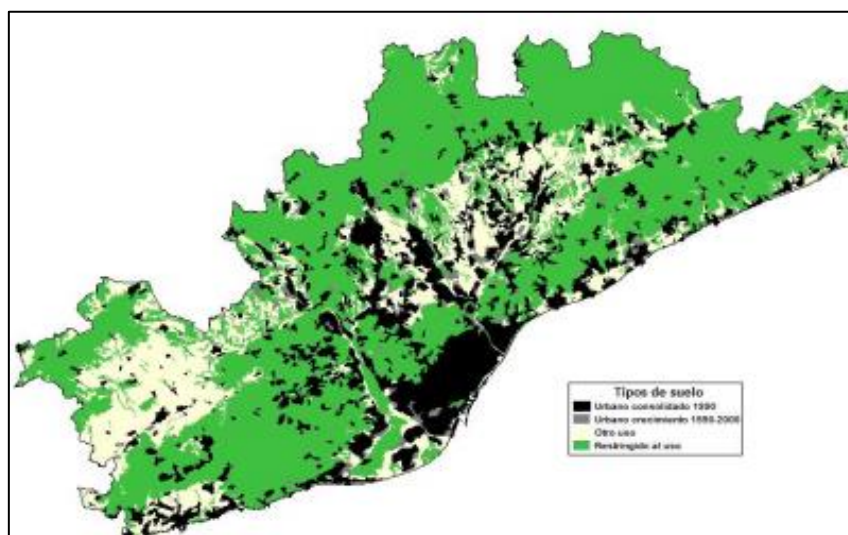 Tipos de suelo
Urbano consolidado 1990
Urbano crecimiento 1990-2000
Otro uso
Restringido al uso